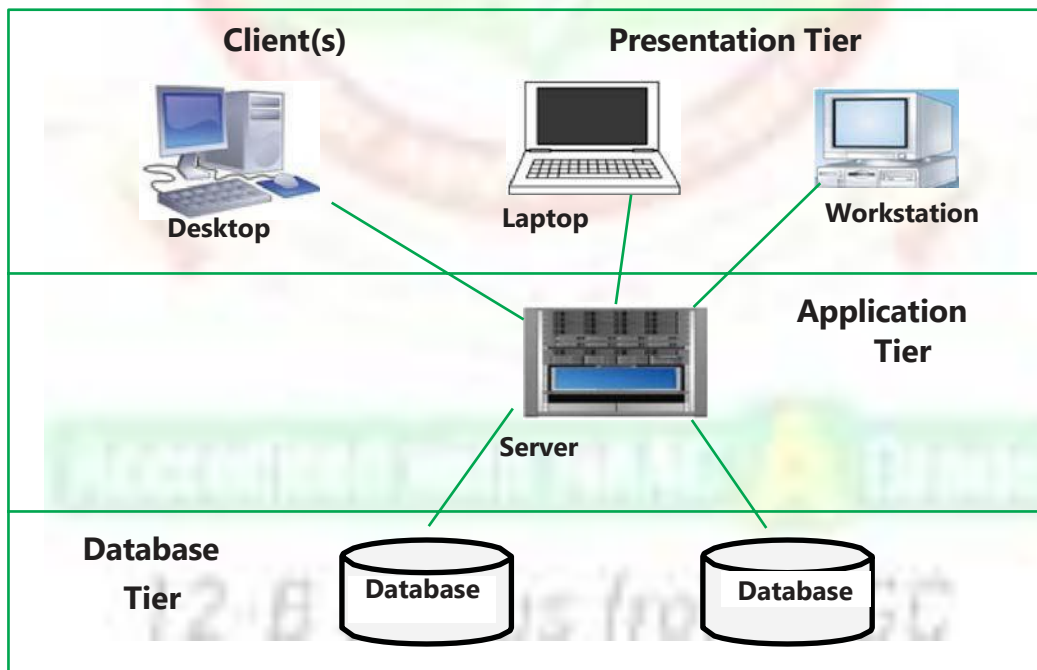 Client(s)
Presentation Tier
Desktop
Laptop
Workstation
Application
Tier
Server
Database
Tier
Database
Database